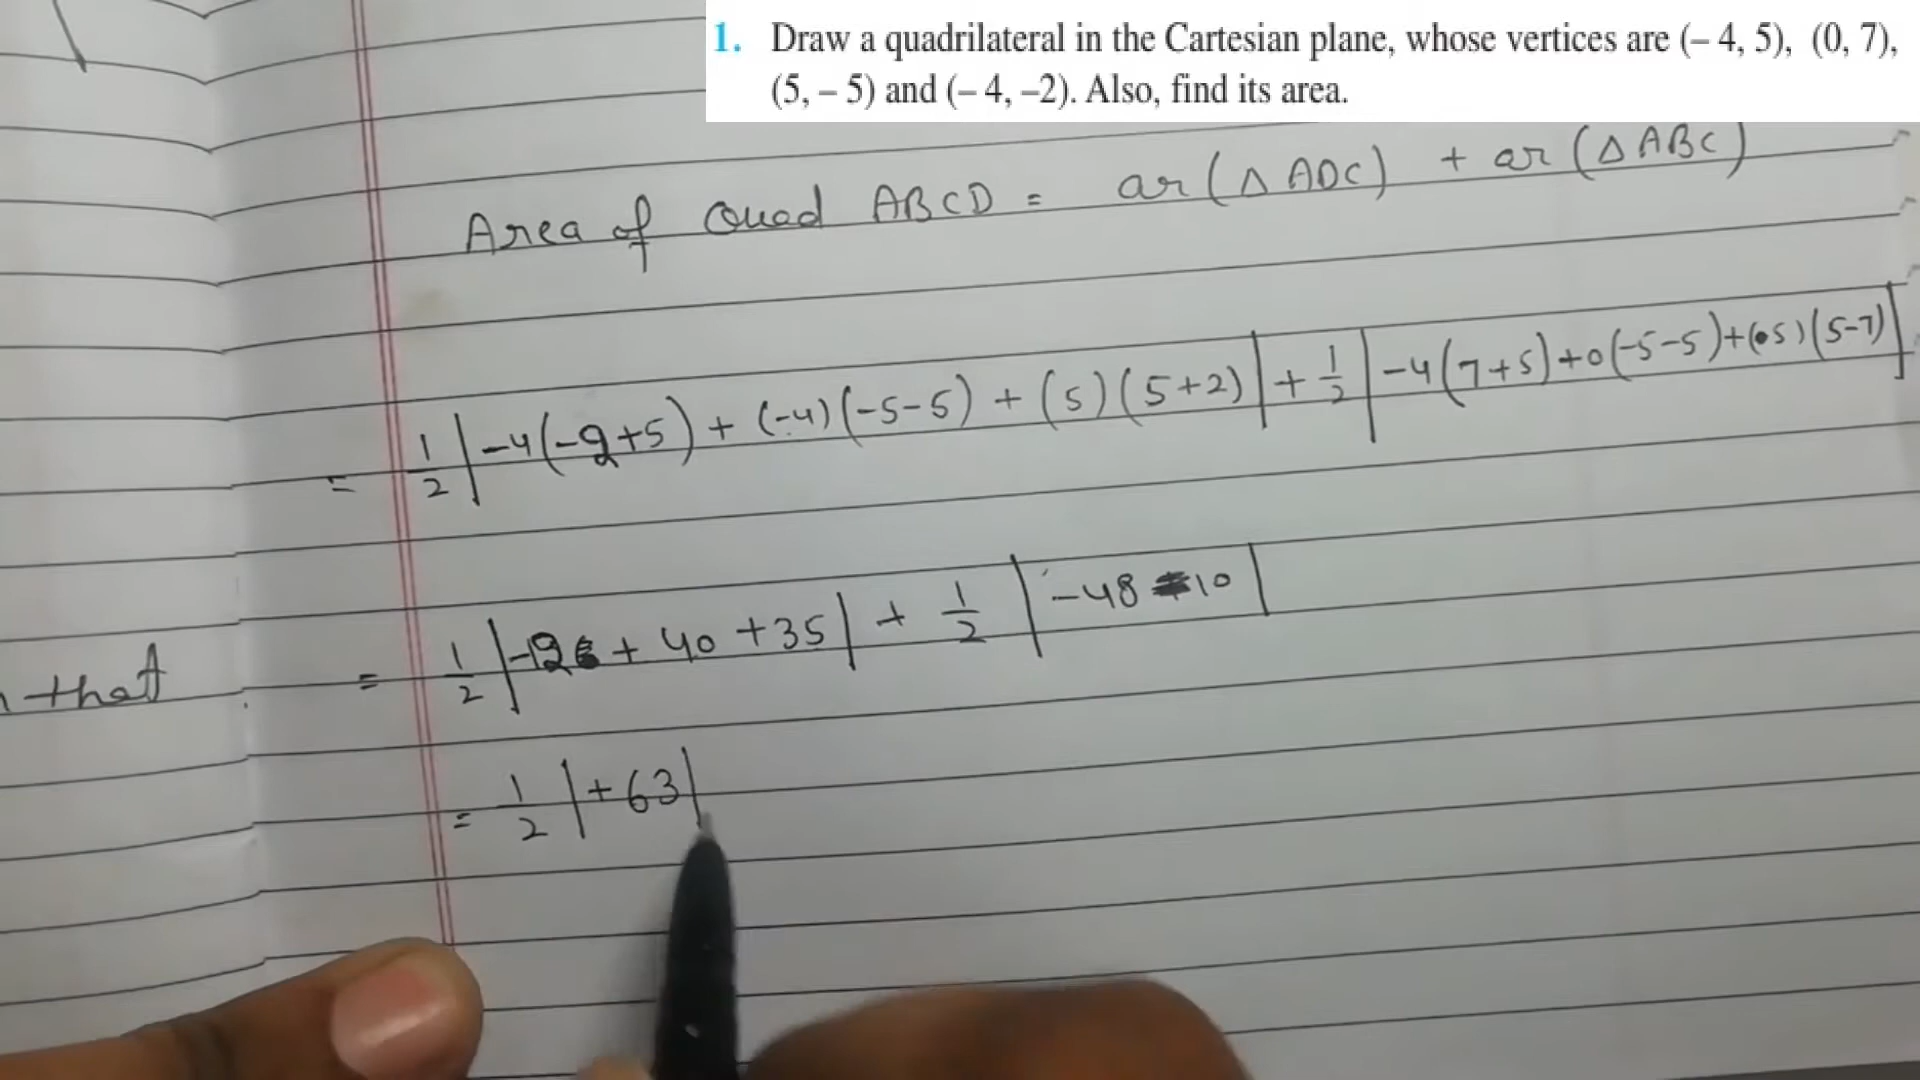 1. Draw a quadrilateral in the Cartesian plane, whose vertices are (– 4, 5), (0, 7),
(5, – 5) and (– 4, –2). Also, find its area.
Area of Quad ABCD = ar(△ ADC) + ar(△ ABC)
= 1/2 |-4(-2+5) + (-4)(-5-5) + (5)(5+2)| + 1/2 |-4(7+5)+0(-5-5)+(5)(5-7)|
= 1/2 |-12 + 40 +35| + 1/2 |-48 -10|
that
= 1/2 |+63|